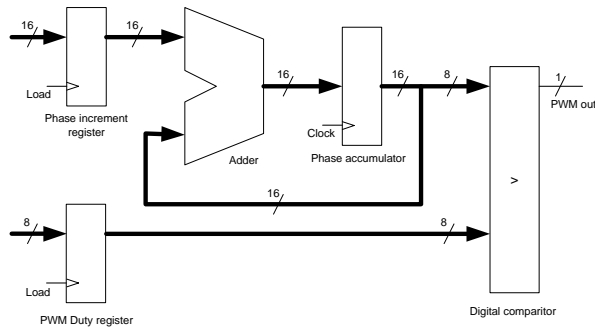 16
16
16
16
8
1
Load
Clock
PWM out
Phase increment
register
Adder
Phase accumulator
16
8
8
>
Load
Digital comparitor
PWM Duty register